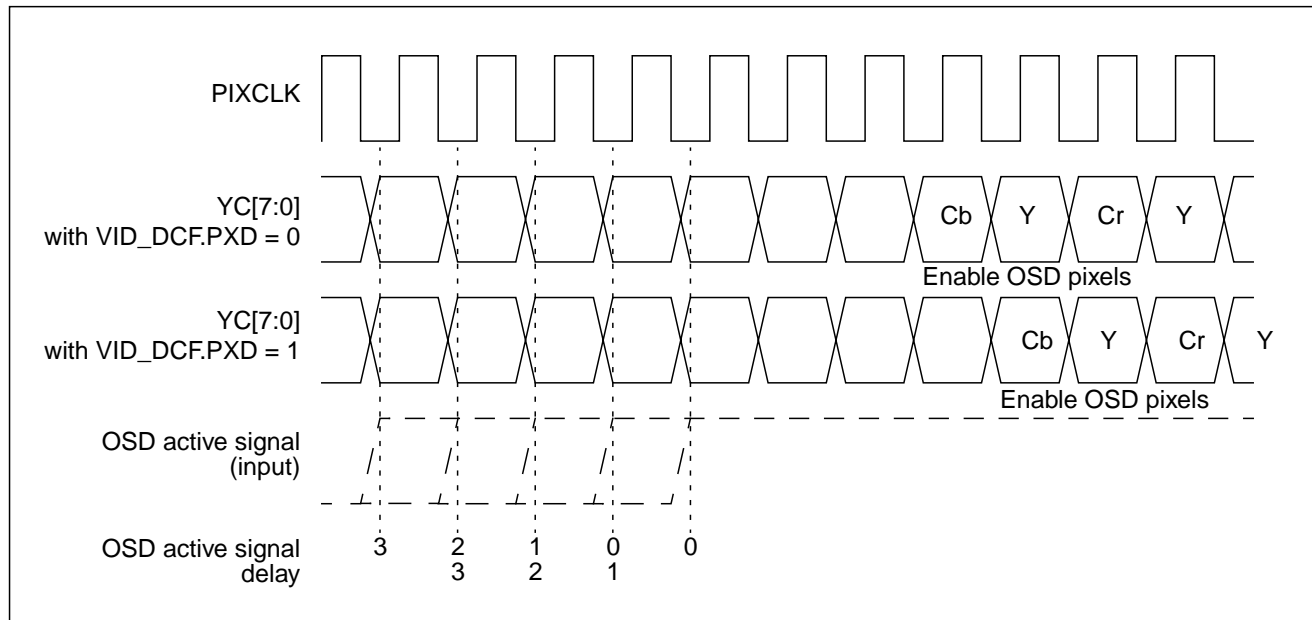 PIXCLK
YC[7:0]
with VID_DCF.PXD = 0
Cb Y Cr Y
Enable OSD pixels
YC[7:0]
with VID_DCF.PXD = 1
Cb Y Cr Y
Enable OSD pixels
OSD active signal
(input)
OSD active signal
delay
3 2 1 0 0
3 2 1